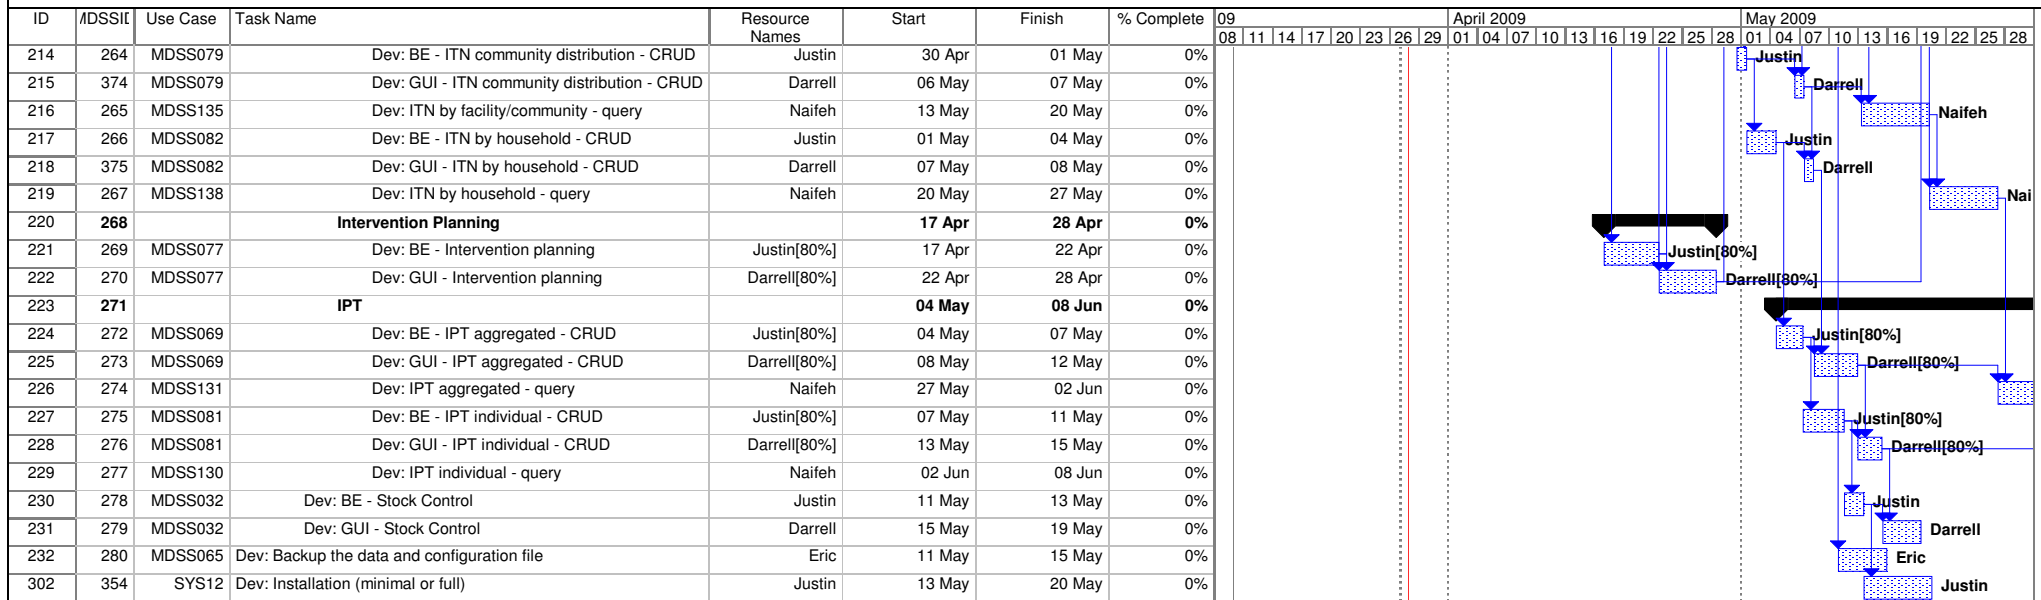 ID MDSSID Use Case Task Name Resource Names Start Finish % Complete 09 April 2009 May 2009
08 11 14 17 20 23 26 29 01 04 07 10 13 16 19 22 25 28 01 04 07 10 13 16 19 22 25 28
214 264 MDSS079 Dev: BE - ITN community distribution - CRUD Justin 30 Apr 01 May 0% Justin
215 374 MDSS079 Dev: GUI - ITN community distribution - CRUD Darrell 06 May 07 May 0% Darrell
216 265 MDSS135 Dev: ITN by facility/community - query Naifeh 13 May 20 May 0% Naifeh
217 266 MDSS082 Dev: BE - ITN by household - CRUD Justin 01 May 04 May 0% Justin
218 375 MDSS082 Dev: GUI - ITN by household - CRUD Darrell 07 May 08 May 0% Darrell
219 267 MDSS138 Dev: ITN by household - query Naifeh 20 May 27 May 0% Nai
220 268 Intervention Planning 17 Apr 28 Apr 0%
221 269 MDSS077 Dev: BE - Intervention planning Justin[80%] 17 Apr 22 Apr 0% Justin[80%]
222 270 MDSS077 Dev: GUI - Intervention planning Darrell[80%] 22 Apr 28 Apr 0% Darrell[80%]
223 271 IPT 04 May 08 Jun 0%
224 272 MDSS069 Dev: BE - IPT aggregated - CRUD Justin[80%] 04 May 07 May 0% Justin[80%]
225 273 MDSS069 Dev: GUI - IPT aggregated - CRUD Darrell[80%] 08 May 12 May 0% Darrell[80%]
226 274 MDSS131 Dev: IPT aggregated - query Naifeh 27 May 02 Jun 0%
227 275 MDSS081 Dev: BE - IPT individual - CRUD Justin[80%] 07 May 11 May 0% Justin[80%]
228 276 MDSS081 Dev: GUI - IPT individual - CRUD Darrell[80%] 13 May 15 May 0% Darrell[80%]
229 277 MDSS130 Dev: IPT individual - query Naifeh 02 Jun 08 Jun 0%
230 278 MDSS032 Dev: BE - Stock Control Justin 11 May 13 May 0% Justin
231 279 MDSS032 Dev: GUI - Stock Control Darrell 15 May 19 May 0% Darrell
232 280 MDSS065 Dev: Backup the data and configuration file Eric 11 May 15 May 0% Eric
302 354 SYS12 Dev: Installation (minimal or full) Justin 13 May 20 May 0% Justin